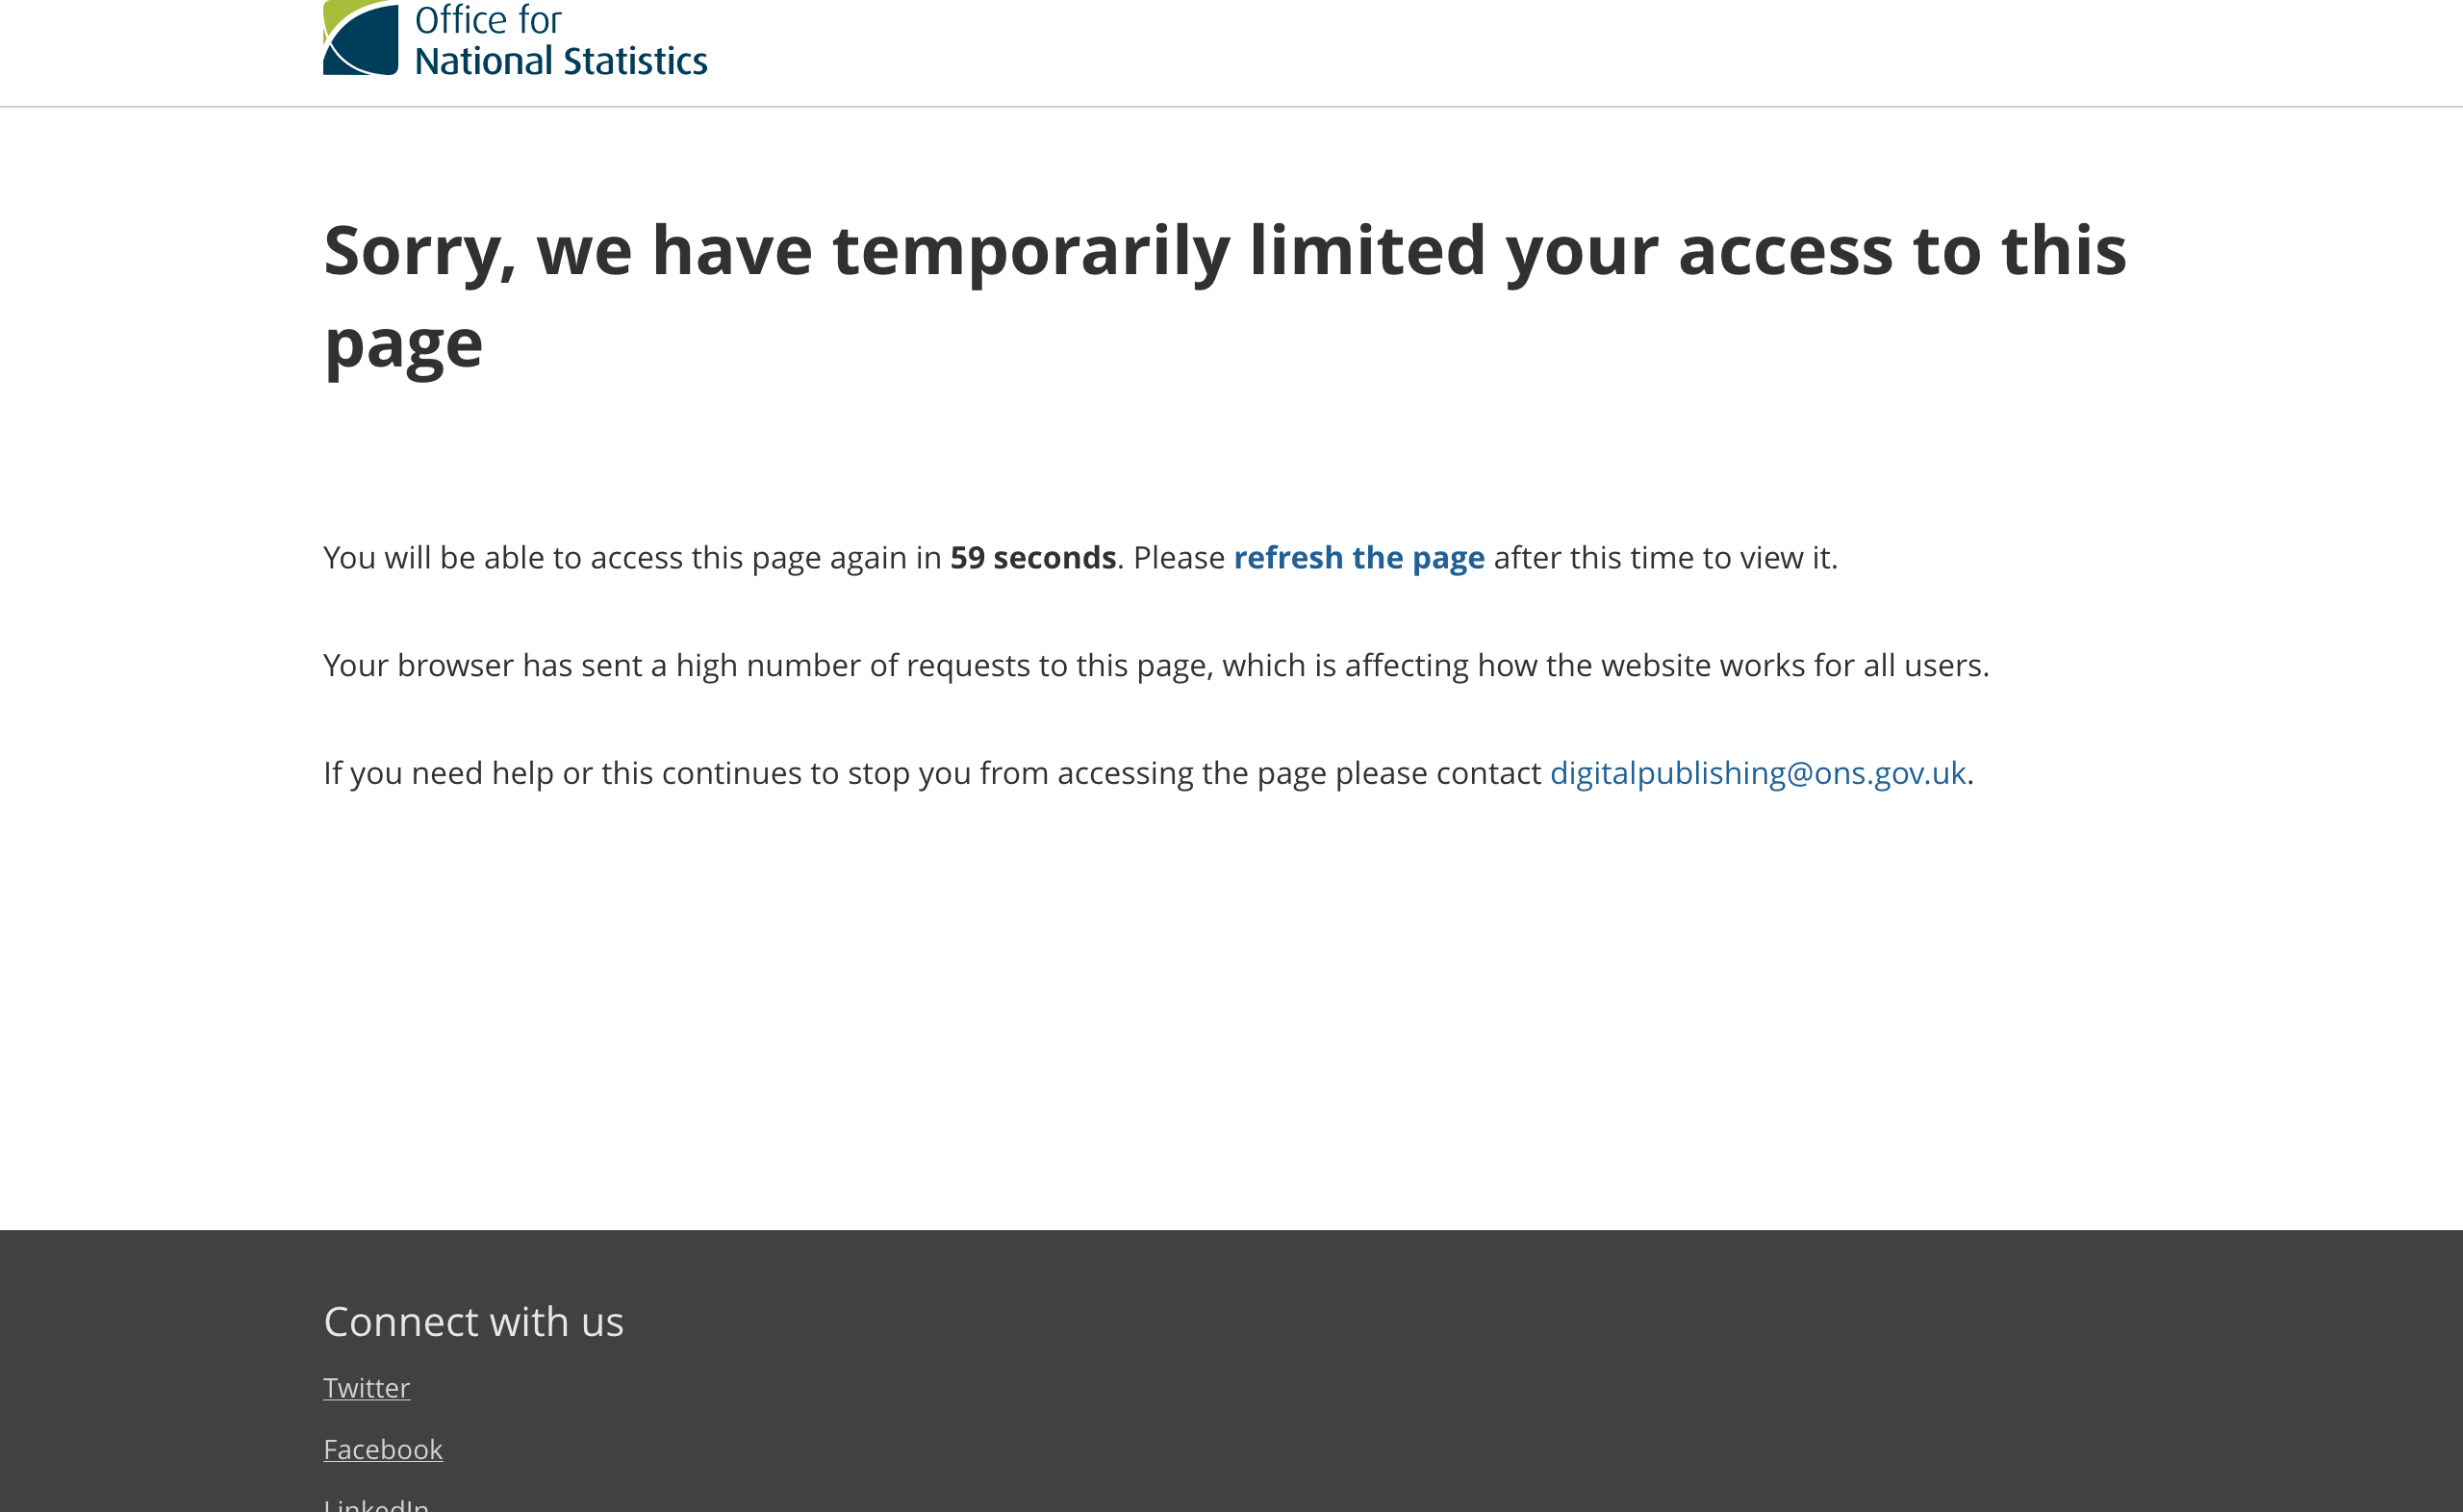 Office for
National Statistics
Sorry, we have temporarily limited your access to this
page
You will be able to access this page again in 59 seconds. Please refresh the page after this time to view it.
Your browser has sent a high number of requests to this page, which is affecting how the website works for all users.
If you need help or this continues to stop you from accessing the page please contact digitalpublishing@ons.gov.uk.
Connect with us
Twitter
Facebook
LinkedIn